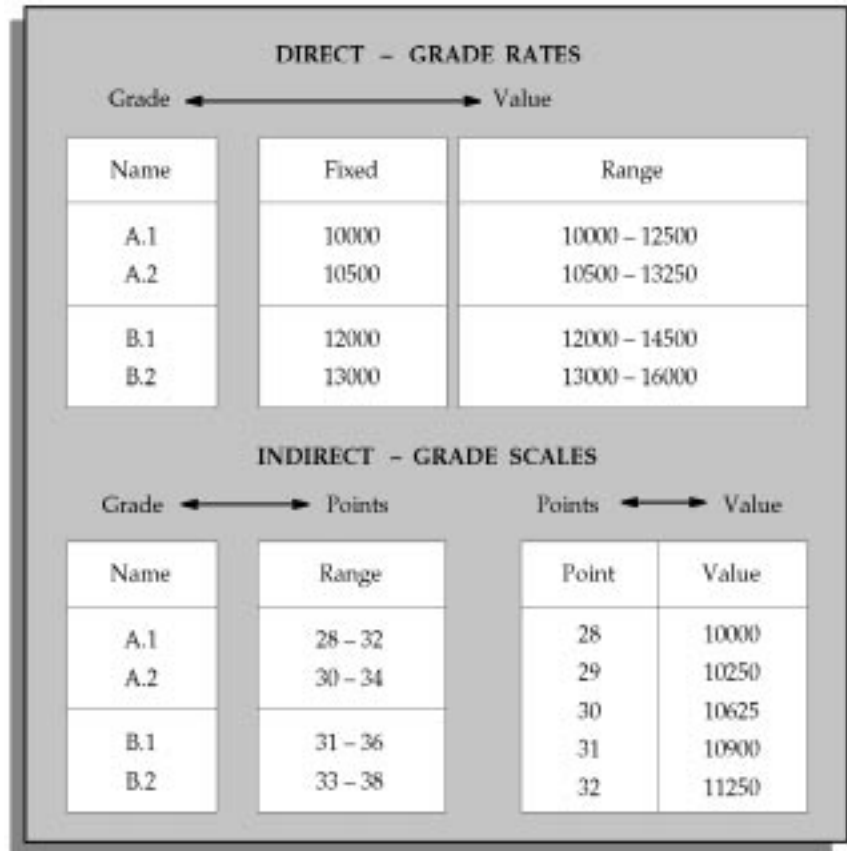 DIRECT – GRADE RATES
Grade Value
Name Fixed Range
A.1 10000 10000 – 12500
A.2 10500 10500 – 13250
B.1 12000 12000 – 14500
B.2 13000 13000 – 16000
INDIRECT – GRADE SCALES
Grade Points Points Value
Name Range Point Value
A.1 28 – 32 28 10000
A.2 30 – 34 29 10250
30 10625
B.1 31 – 36 31 10900
B.2 33 – 38 32 11250